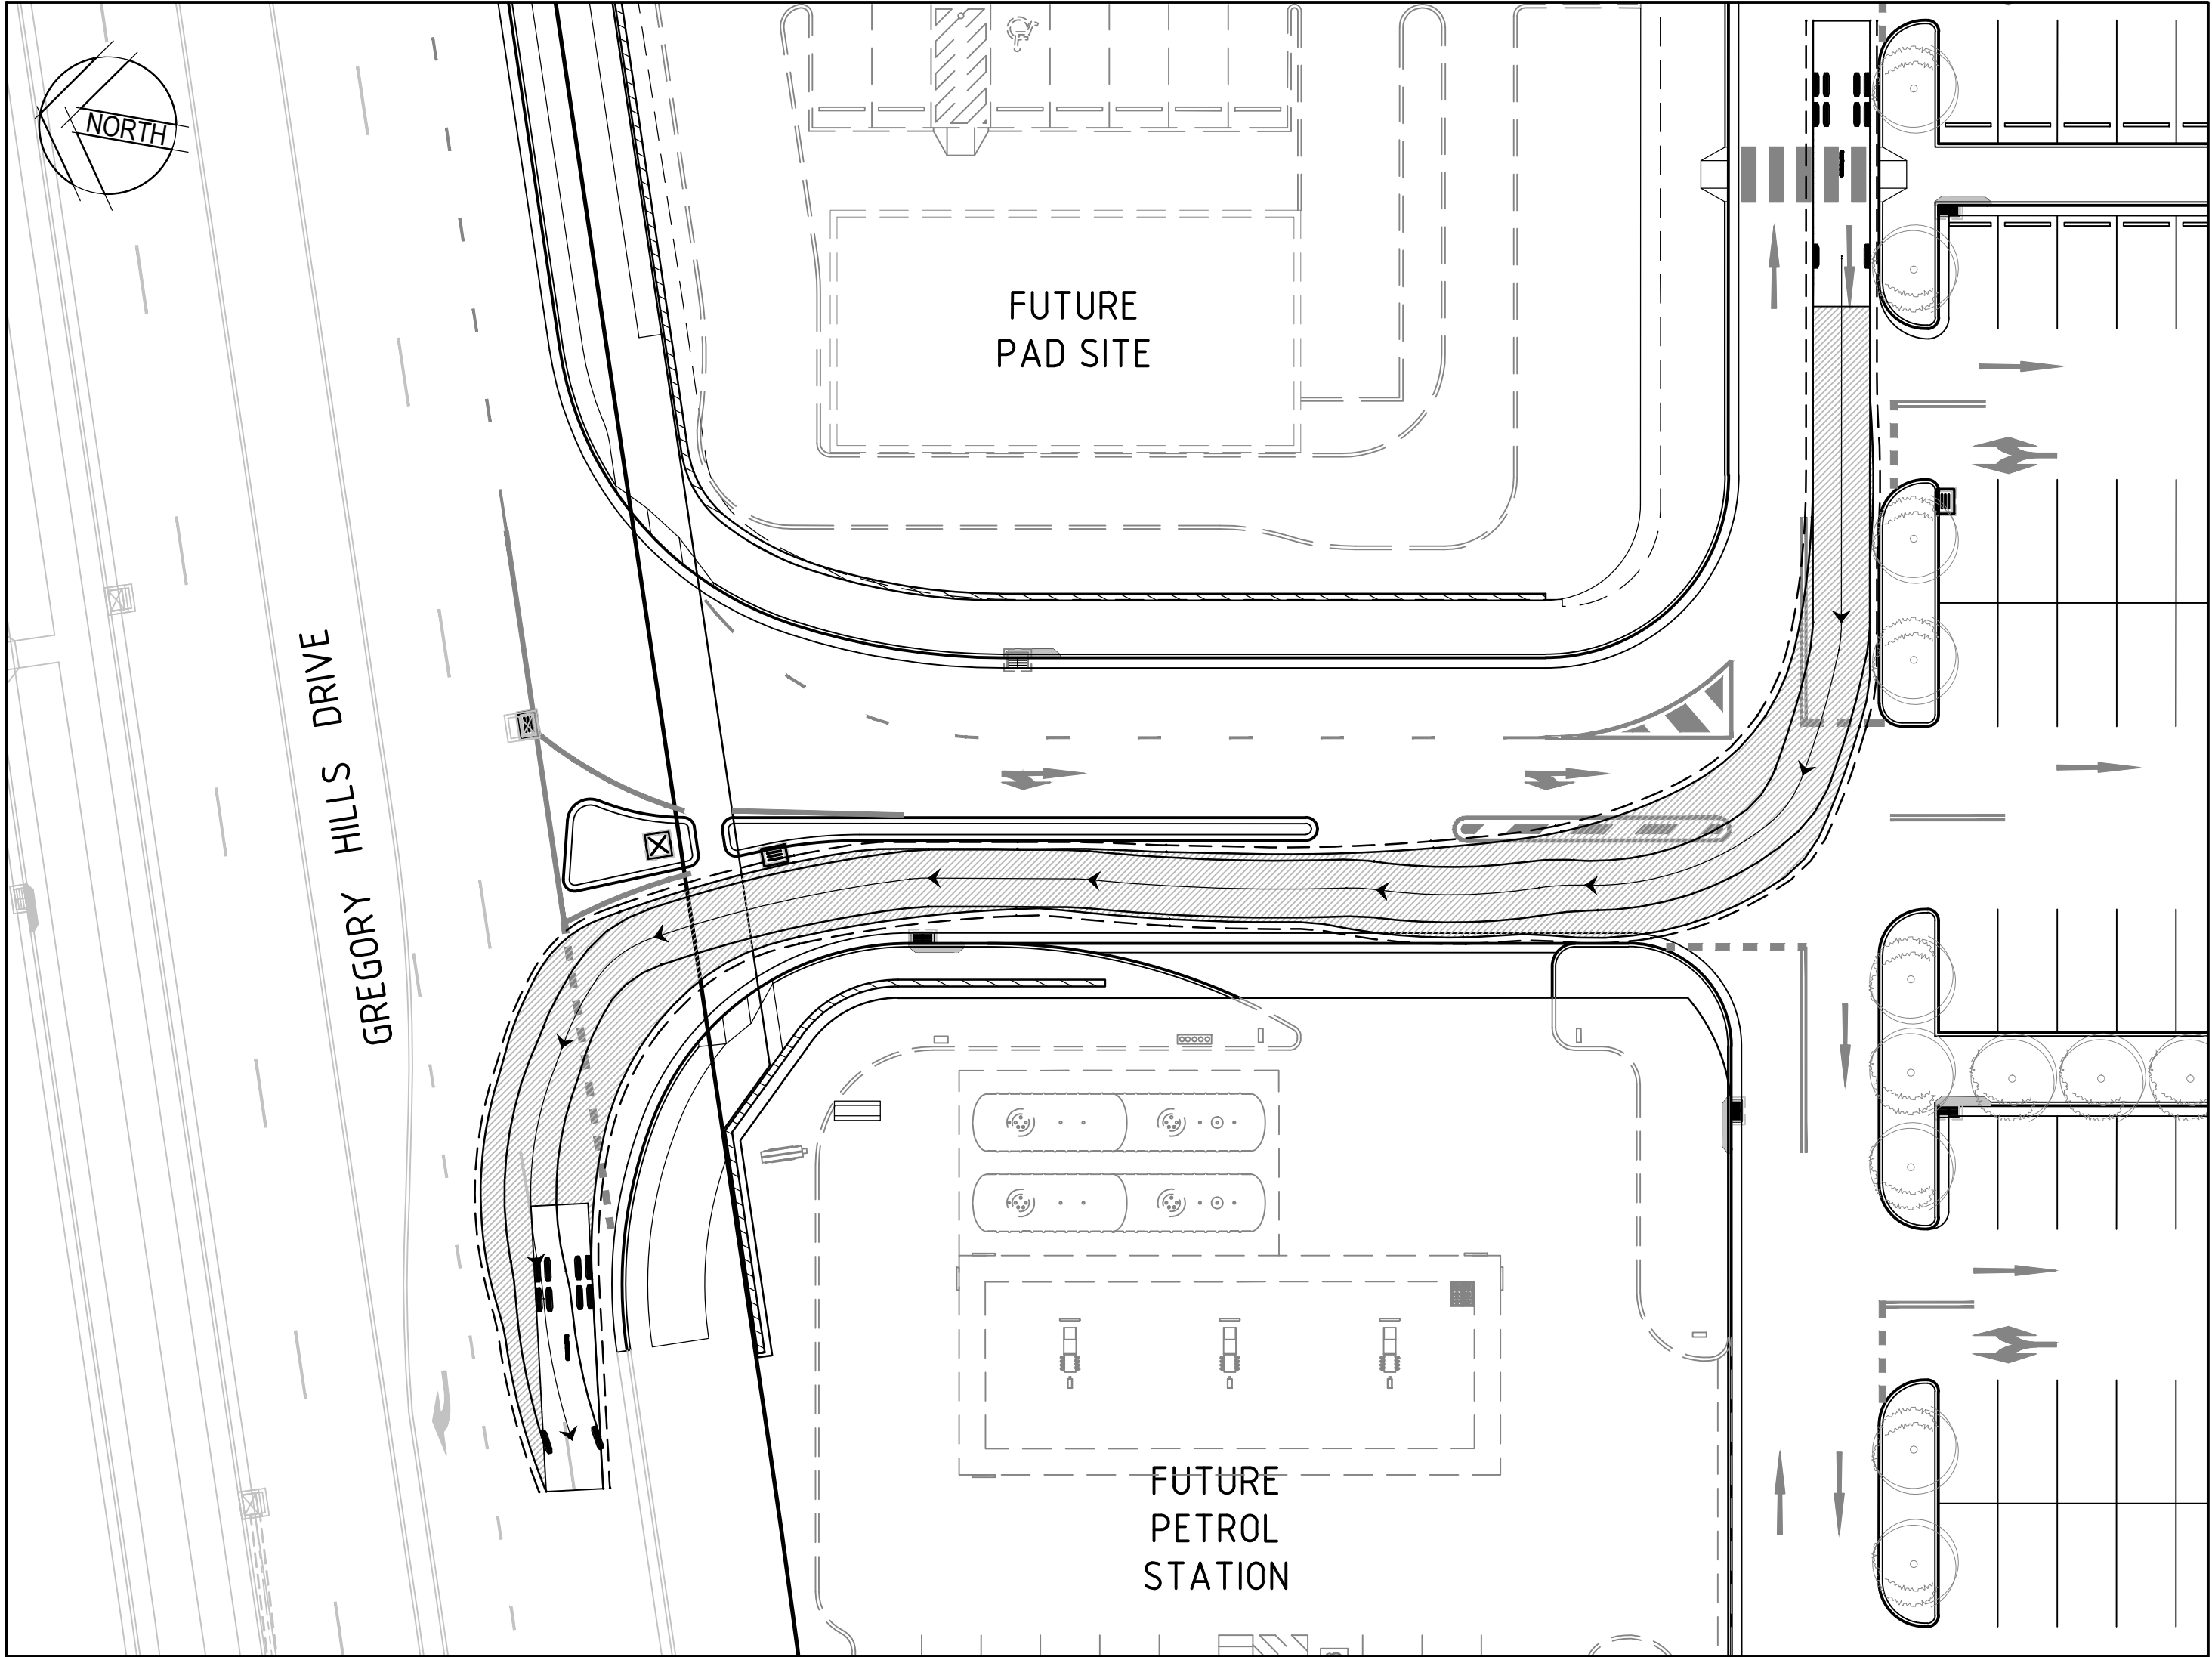 NORTH
FUTURE
PAD SITE
GREGORY HILLS DRIVE
FUTURE
PETROL
STATION